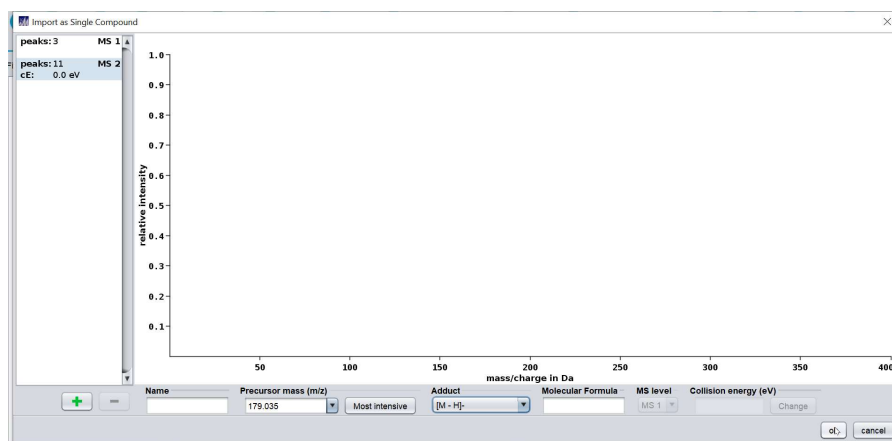 Import as Single Compound
peaks: 3 MS 1
peaks: 11 MS 2
cE: 0.0 eV
1.0
0.9
0.8
0.7
0.6
0.5
0.4
0.3
0.2
0.1
relative intensity
50 100 150 200 250 300 350 400
mass/charge in Da
Name Precursor mass (m/z) Adduct Molecular Formula MS level Collision energy (eV)
179.035 Most intensive [M - H]- MS 1 Change
cancel